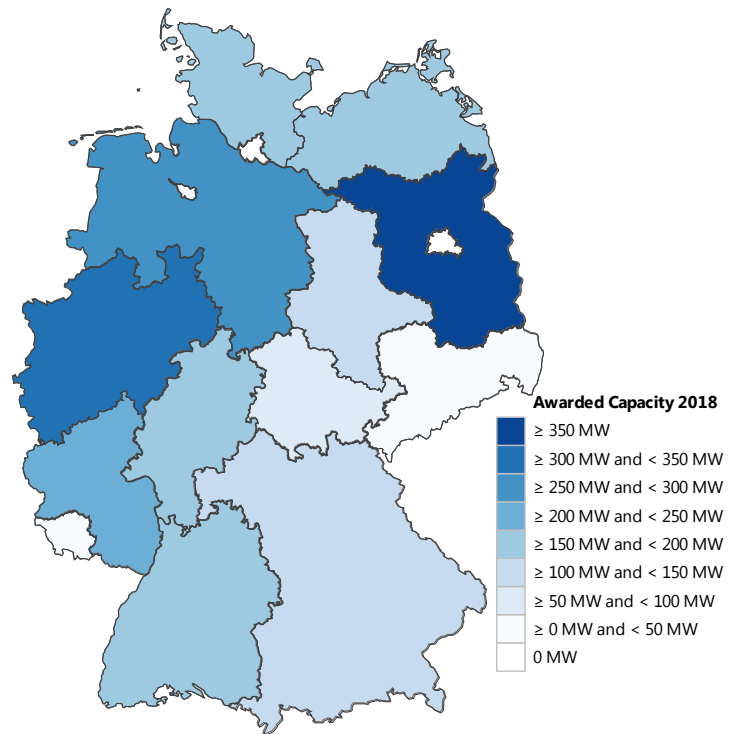 Awarded Capacity 2018
≥ 350 MW
≥ 300 MW and < 350 MW
≥ 250 MW and < 300 MW
≥ 200 MW and < 250 MW
≥ 150 MW and < 200 MW
≥ 100 MW and < 150 MW
≥ 50 MW and < 100 MW
≥ 0 MW and < 50 MW
0 MW